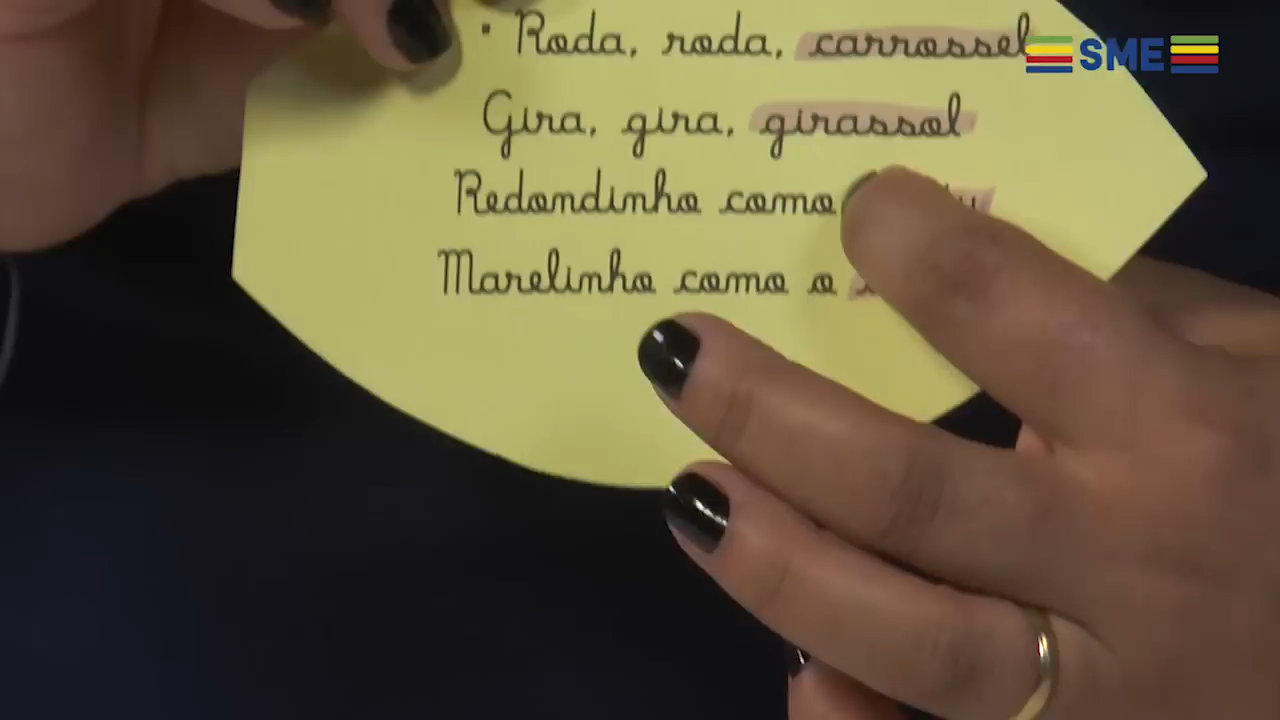 • Roda, roda, carrossel
SME
Gira, gira, girassol
Redondinho como
Marelinho como o